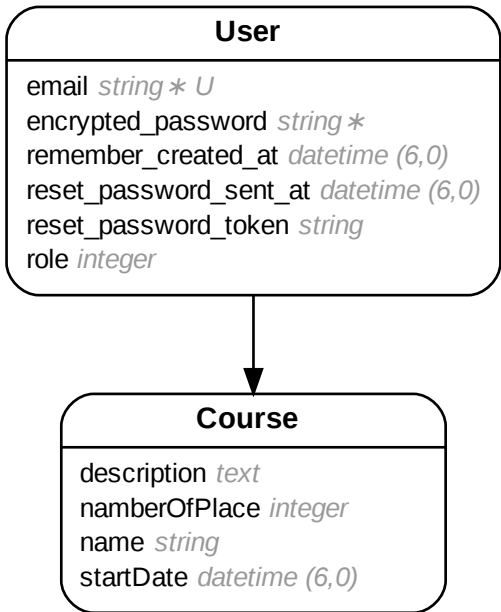 User
email string ∗ U
encrypted_password string ∗
remember_created_at datetime (6,0)
reset_password_sent_at datetime (6,0)
reset_password_token string
role integer
Course
description text
namberOfPlace integer
name string
startDate datetime (6,0)